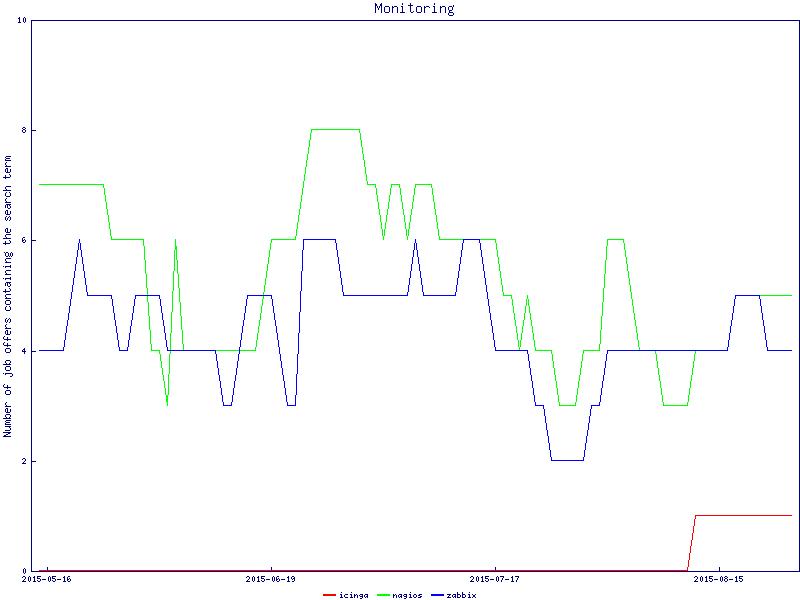 Monitoring
Number of job offers containing the search term
10
8
6
4
2
0
2015-05-16
2015-06-19
2015-07-17
2015-08-15
icinga
nagios
zabbix